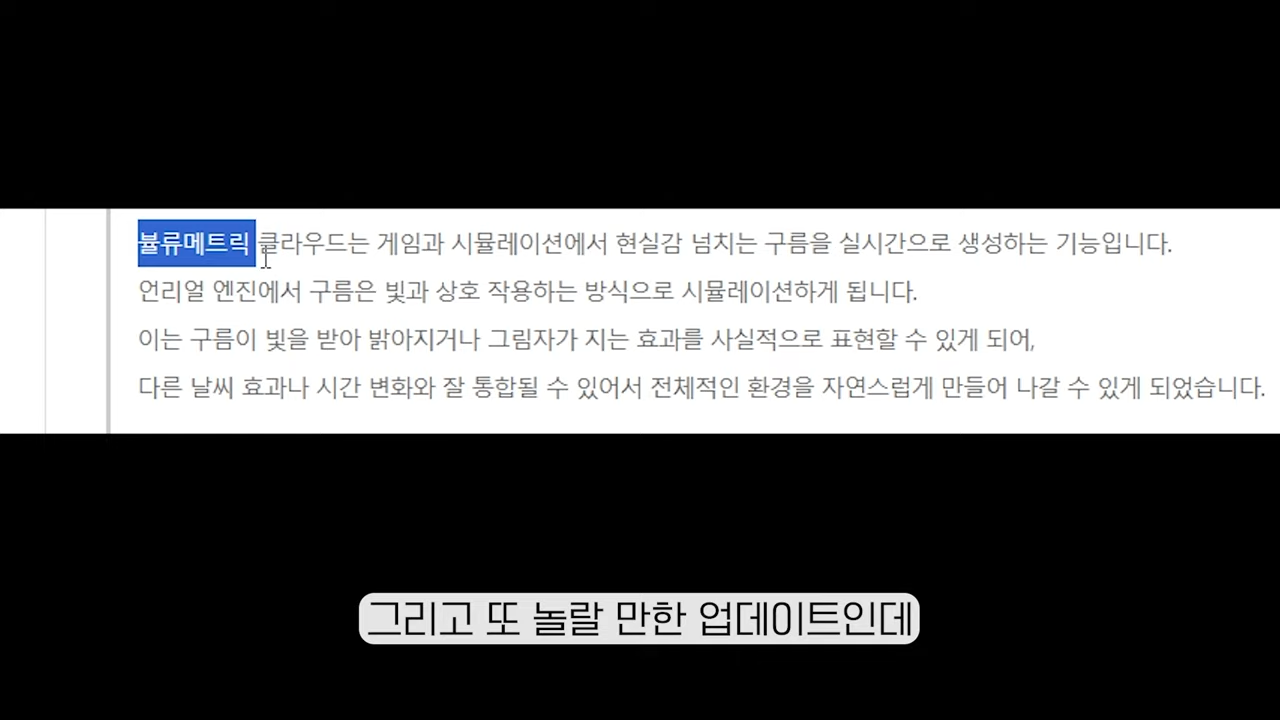 뷸류메트릭 클라우드는 게임과 시뮬레이션에서 현실감 넘치는 구름을 실시간으로 생성하는 기능입니다.
언리얼 엔진에서 구름은 빛과 상호 작용하는 방식으로 시뮬레이션하게 됩니다.
이는 구름이 빛을 받아 밝아지거나 그림자가 지는 효과를 사실적으로 표현할 수 있게 되어,
다른 날씨 효과나 시간 변화와 잘 통합될 수 있어서 전체적인 환경을 자연스럽게 만들어 나갈 수 있게 되었습니다.
그리고 또 놀랄 만한 업데이트인데